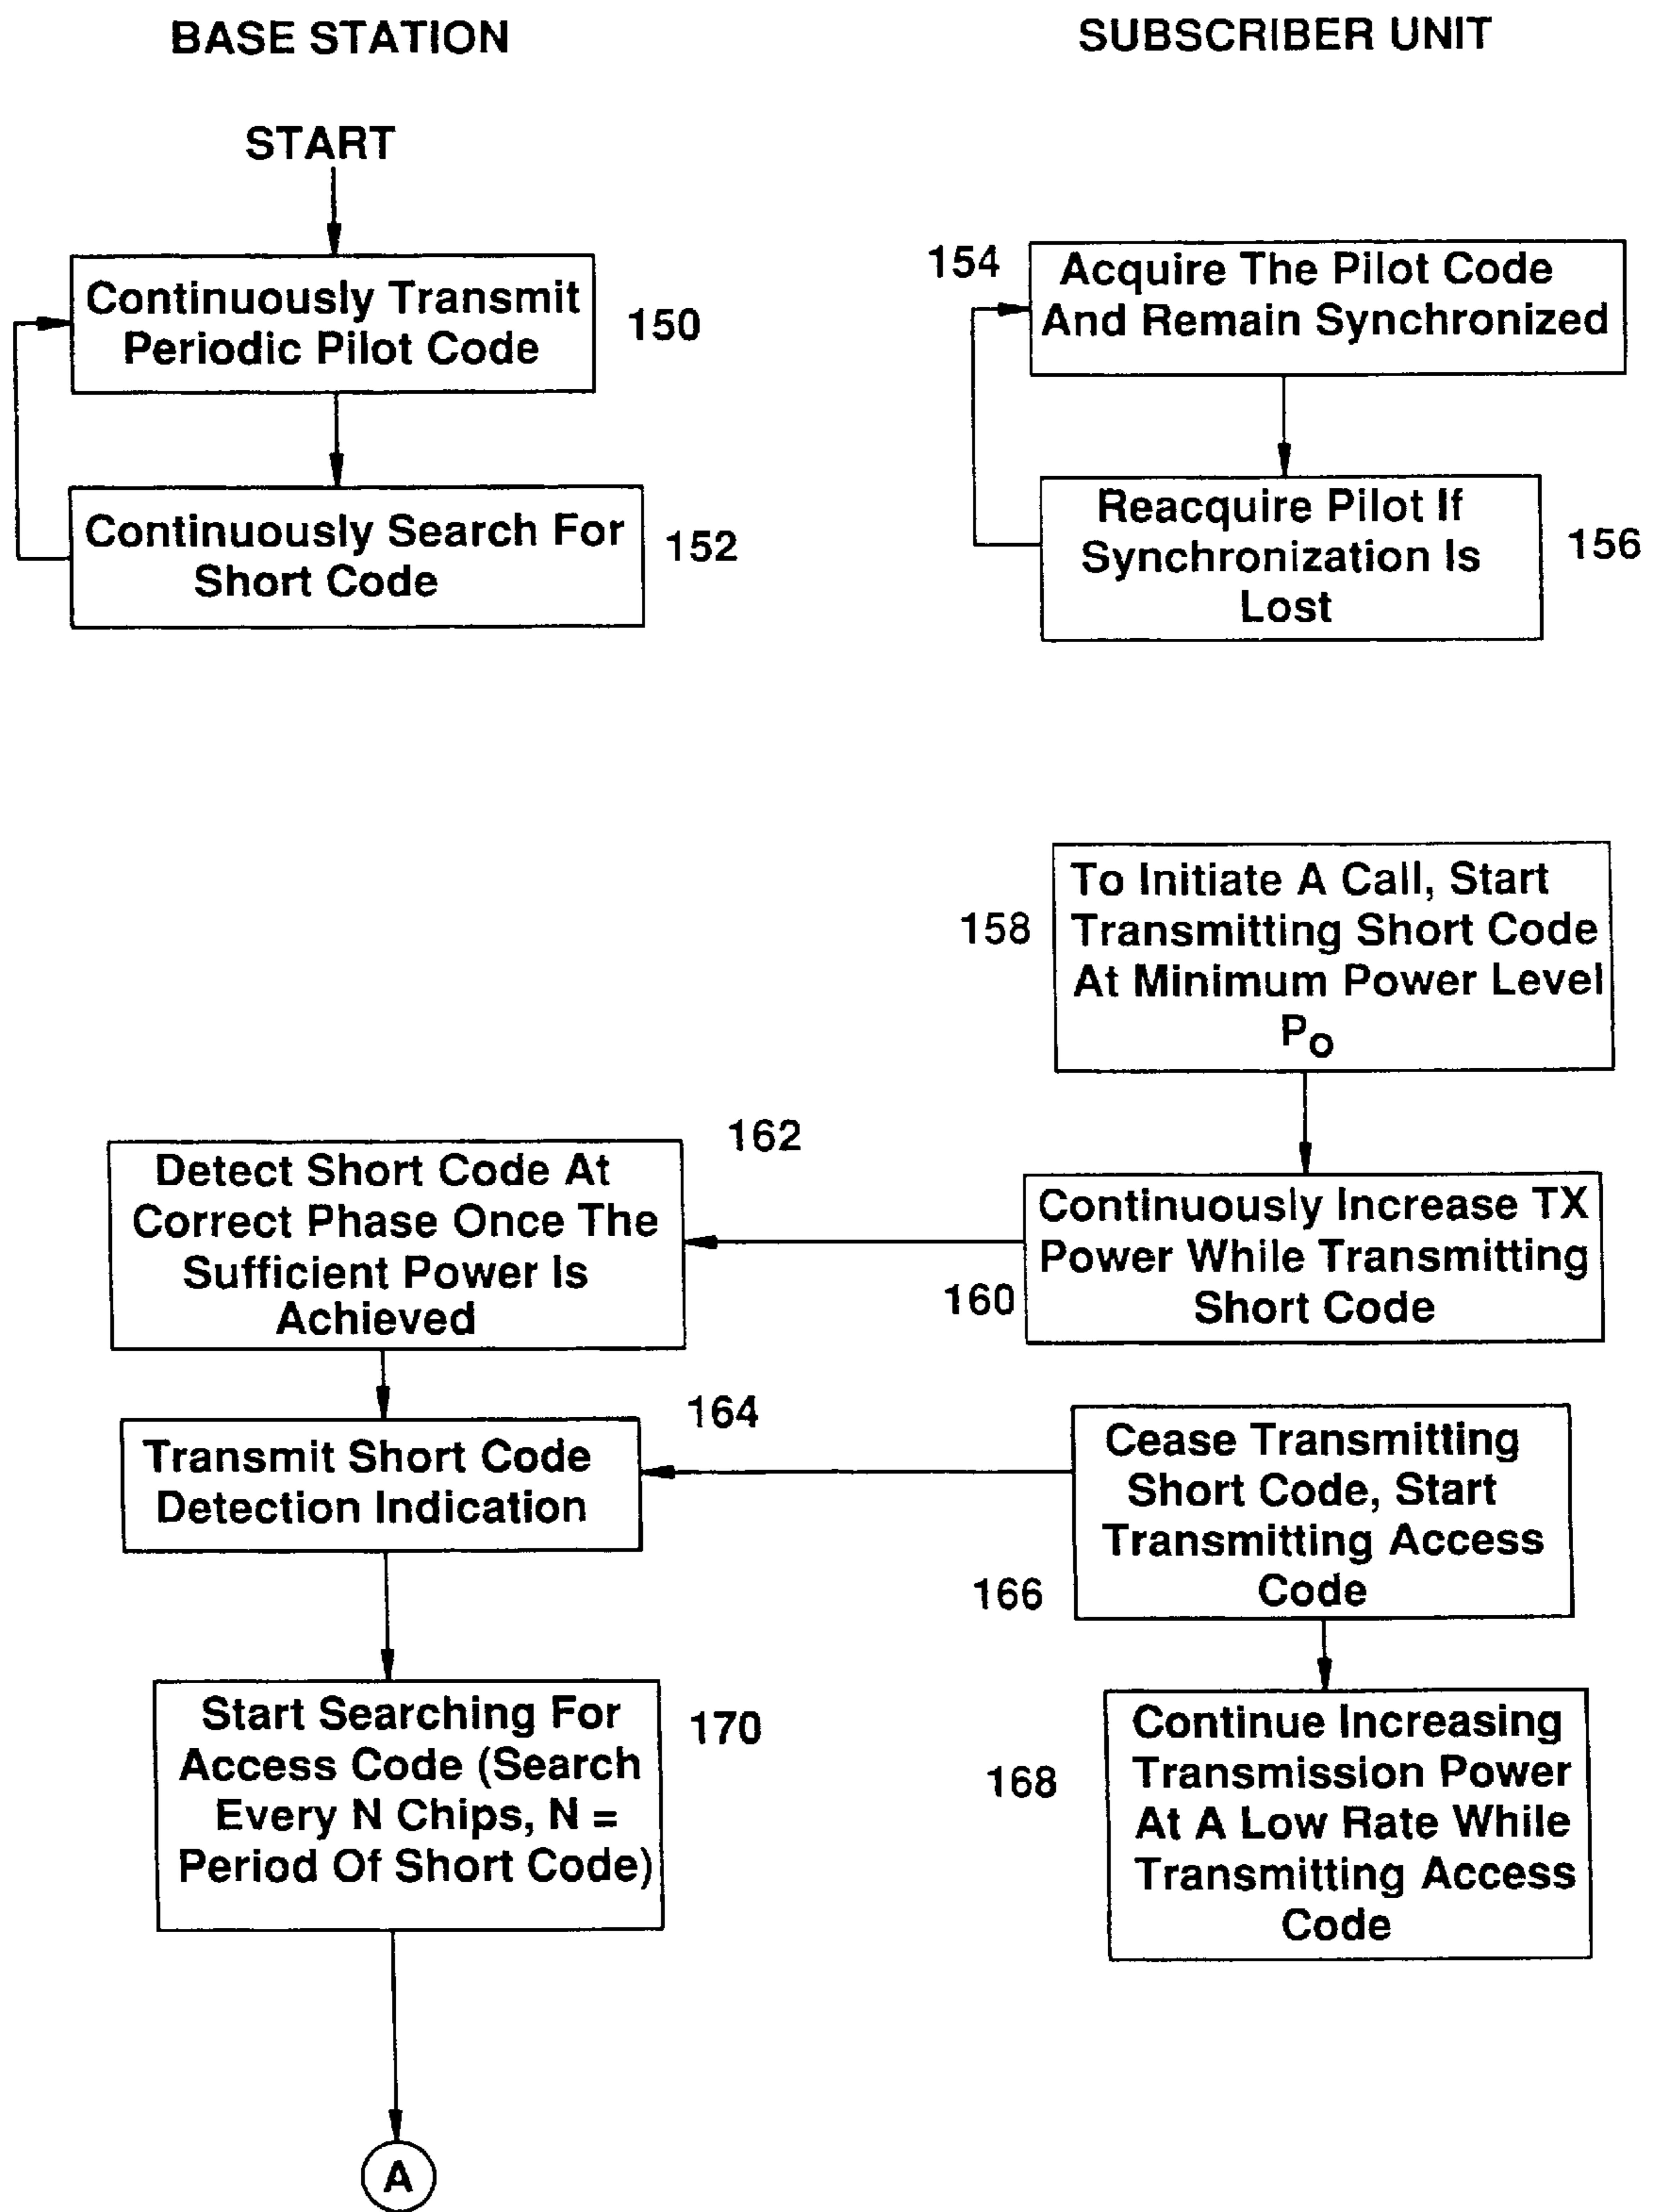 BASE STATION
SUBSCRIBER UNIT
START
Continuously Transmit
Periodic Pilot Code
150
154
Acquire The Pilot Code
And Remain Synchronized
Continuously Search For
Short Code
152
Reacquire Pilot If
Synchronization Is
Lost
156
158
To Initiate A Call, Start
Transmitting Short Code
At Minimum Power Level
Po
162
Detect Short Code At
Correct Phase Once The
Sufficient Power Is
Achieved
Continuously Increase TX
Power While Transmitting
Short Code
160
164
Transmit Short Code
Detection Indication
Cease Transmitting
Short Code, Start
Transmitting Access
Code
166
Start Searching For
Access Code (Search
Every N Chips, N =
Period Of Short Code)
170
168
Continue Increasing
Transmission Power
At A Low Rate While
Transmitting Access
Code
A